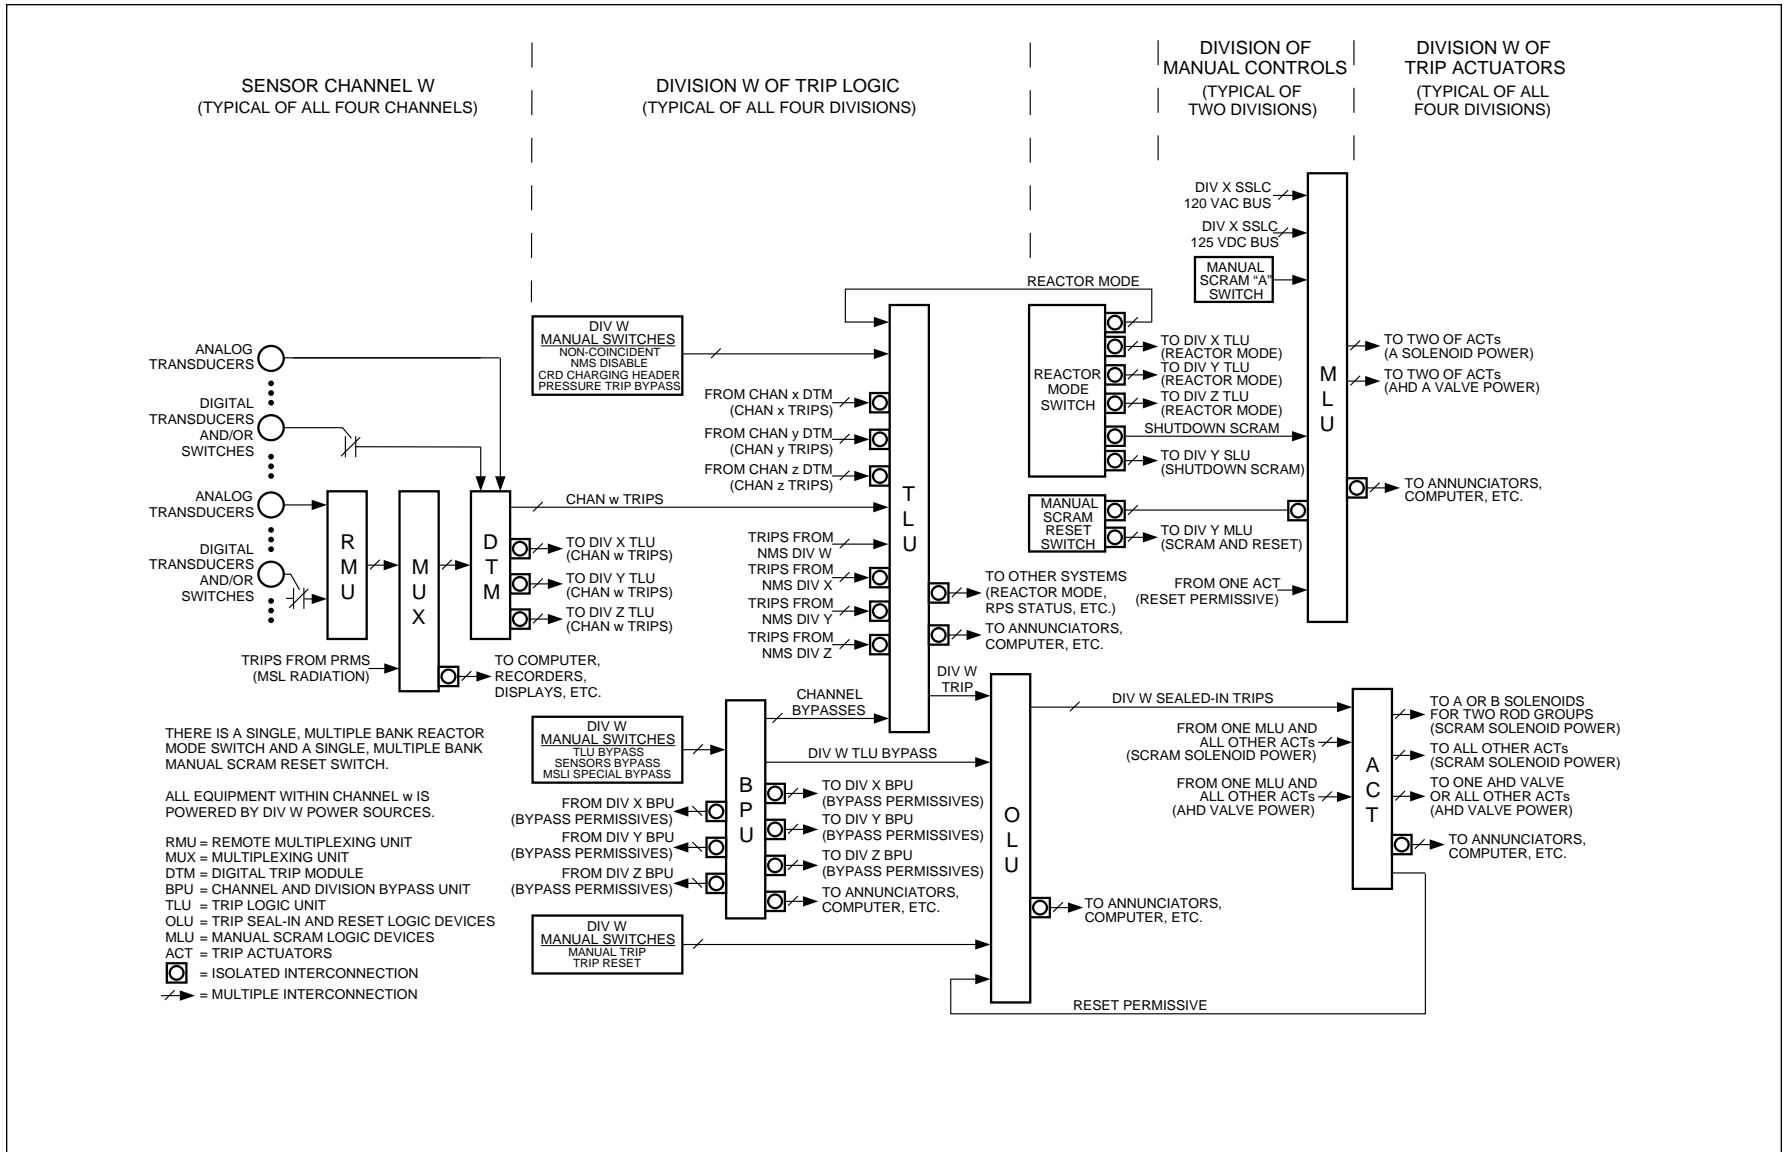 SENSOR CHANNEL W
(TYPICAL OF ALL FOUR CHANNELS)
DIVISION W OF TRIP LOGIC
(TYPICAL OF ALL FOUR DIVISIONS)
DIVISION OF
MANUAL CONTROLS
(TYPICAL OF
TWO DIVISIONS)
DIVISION W OF
TRIP ACTUATORS
(TYPICAL OF ALL
FOUR DIVISIONS)
ANALOG
TRANSDUCERS
DIGITAL
TRANSDUCERS
AND/OR
SWITCHES
ANALOG
TRANSDUCERS
DIGITAL
TRANSDUCERS
AND/OR
SWITCHES
RMU
MUX
DTM
TRIPS FROM PRMS
(MSL RADIATION)
CHAN w TRIPS
TO DIV X TLU
(CHAN w TRIPS)
TO DIV Y TLU
(CHAN w TRIPS)
TO DIV Z TLU
(CHAN w TRIPS)
TO COMPUTER,
RECORDERS,
DISPLAYS, ETC.
DIV W
MANUAL SWITCHES
NON-COINCIDENT
NMS DISABLE
CRD CHARGING HEADER
PRESSURE TRIP BYPASS
FROM CHAN x DTM
(CHAN x TRIPS)
FROM CHAN y DTM
(CHAN y TRIPS)
FROM CHAN z DTM
(CHAN z TRIPS)
TRIPS FROM
NMS DIV W
TRIPS FROM
NMS DIV X
TRIPS FROM
NMS DIV Y
TRIPS FROM
NMS DIV Z
CHANNEL
BYPASSES
TLU
REACTOR MODE
TO OTHER SYSTEMS
(REACTOR MODE,
RPS STATUS, ETC.)
TO ANNUNCIATORS,
COMPUTER, ETC.
DIV W
TRIP
REACTOR
MODE
SWITCH
TO DIV X TLU
(REACTOR MODE)
TO DIV Y TLU
(REACTOR MODE)
TO DIV Z TLU
(REACTOR MODE)
SHUTDOWN SCRAM
TO DIV Y SLU
(SHUTDOWN SCRAM)
MANUAL
SCRAM
RESET
SWITCH
TO DIV Y MLU
(SCRAM AND RESET)
FROM ONE ACT
(RESET PERMISSIVE)
DIV X SSLC
120 VAC BUS
DIV X SSLC
125 VDC BUS
MANUAL
SCRAM “A”
SWITCH
MLU
TO TWO OF ACTs
(A SOLENOID POWER)
TO TWO OF ACTs
(AHD A VALVE POWER)
TO ANNUNCIATORS,
COMPUTER, ETC.
DIV W
MANUAL SWITCHES
TLU BYPASS
SENSORS BYPASS
MSLI SPECIAL BYPASS
FROM DIV X BPU
(BYPASS PERMISSIVES)
FROM DIV Y BPU
(BYPASS PERMISSIVES)
FROM DIV Z BPU
(BYPASS PERMISSIVES)
BPU
DIV W TLU BYPASS
TO DIV X BPU
(BYPASS PERMISSIVES)
TO DIV Y BPU
(BYPASS PERMISSIVES)
TO DIV Z BPU
(BYPASS PERMISSIVES)
TO ANNUNCIATORS,
COMPUTER, ETC.
DIV W
MANUAL SWITCHES
MANUAL TRIP
TRIP RESET
OLU
DIV W SEALED-IN TRIPS
TO ANNUNCIATORS,
COMPUTER, ETC.
FROM ONE MLU AND
ALL OTHER ACTs
(SCRAM SOLENOID POWER)
FROM ONE MLU AND
ALL OTHER ACTs
(AHD VALVE POWER)
ACT
TO A OR B SOLENOIDS
FOR TWO ROD GROUPS
(SCRAM SOLENOID POWER)
TO ALL OTHER ACTs
(SCRAM SOLENOID POWER)
TO ONE AHD VALVE
OR ALL OTHER ACTs
(AHD VALVE POWER)
TO ANNUNCIATORS,
COMPUTER, ETC.
RESET PERMISSIVE
THERE IS A SINGLE, MULTIPLE BANK REACTOR
MODE SWITCH AND A SINGLE, MULTIPLE BANK
MANUAL SCRAM RESET SWITCH.
ALL EQUIPMENT WITHIN CHANNEL w IS
POWERED BY DIV W POWER SOURCES.
RMU = REMOTE MULTIPLEXING UNIT
MUX = MULTIPLEXING UNIT
DTM = DIGITAL TRIP MODULE
BPU = CHANNEL AND DIVISION BYPASS UNIT
TLU = TRIP LOGIC UNIT
OLU = TRIP SEAL-IN AND RESET LOGIC DEVICES
MLU = MANUAL SCRAM LOGIC DEVICES
ACT = TRIP ACTUATORS
= ISOLATED INTERCONNECTION
= MULTIPLE INTERCONNECTION